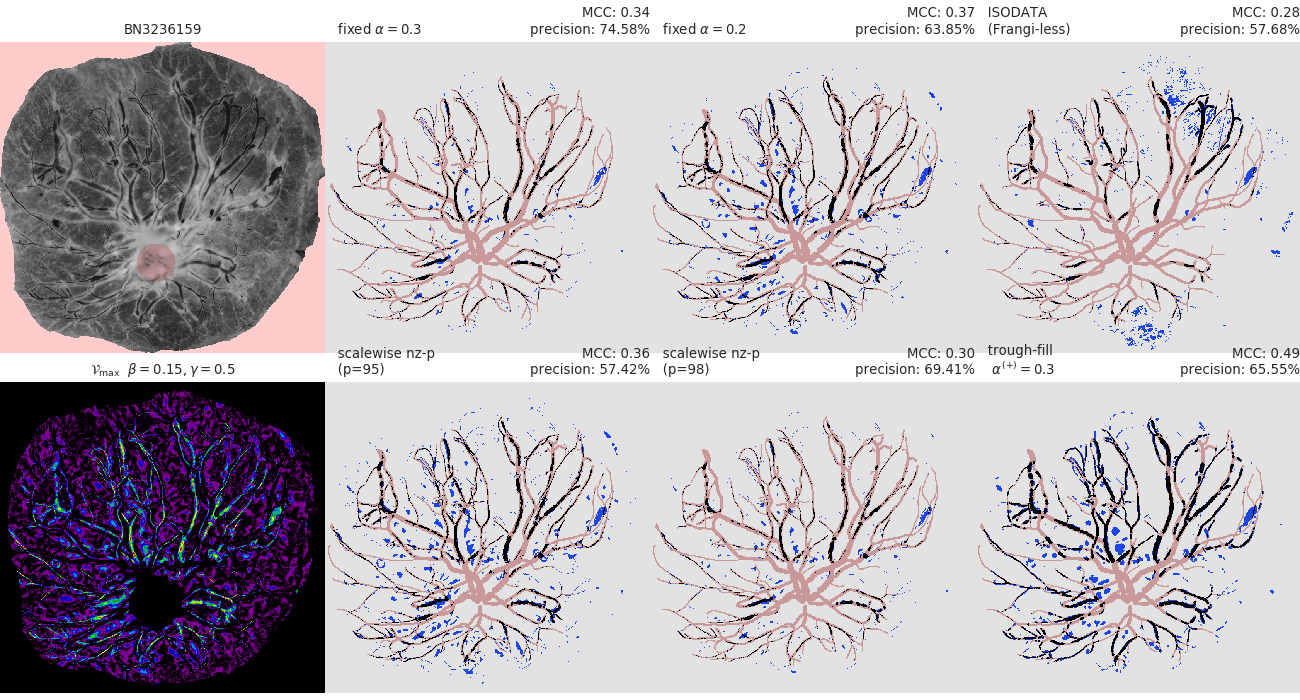 BN3236159
fixed α = 0.3
MCC: 0.34
precision: 74.58%
fixed α = 0.2
MCC: 0.37
precision: 63.85%
ISODATA
(Frangi-less)
MCC: 0.28
precision: 57.68%
𝒱max β = 0.15, γ = 0.5
scalewise nz-p
(p=95)
MCC: 0.36
precision: 57.42%
scalewise nz-p
(p=98)
MCC: 0.30
precision: 69.41%
trough-fill
α(+) = 0.3
MCC: 0.49
precision: 65.55%